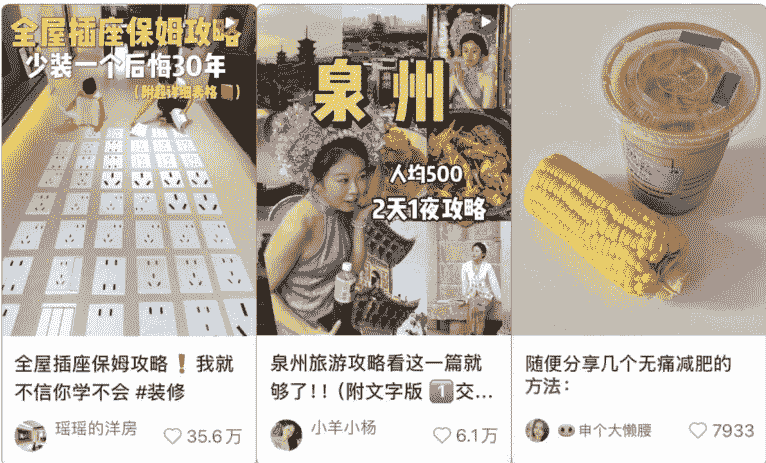 全屋插座保姆攻略
少装一个后悔30年
（附超详细表格）
全屋插座保姆攻略❗我就
不信你学不会 #装修
瑶瑶的洋房
35.6万
泉州
人均500
2天1夜攻略
泉州旅游攻略看这一篇就
够了！！（附文字版 1️⃣交...
小羊小杨
6.1万
随便分享几个无痛减肥的
方法：
申个大懒腰
7933